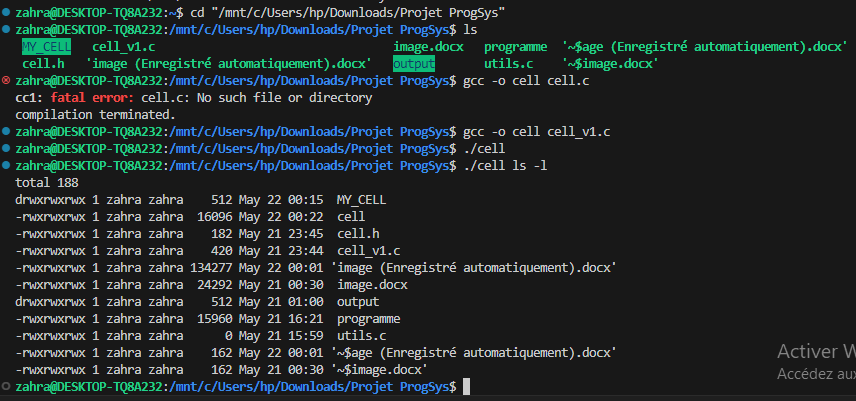 zahra@DESKTOP-TQ8A232:~$ cd "/mnt/c/Users/hp/Downloads/Projet ProgSys"
zahra@DESKTOP-TQ8A232:/mnt/c/Users/hp/Downloads/Projet ProgSys$ ls
MY_CELL cell_v1.c image.docx programme '~$age (Enregistré automatiquement).docx'
cell.h 'image (Enregistré automatiquement).docx' output utils.c '~$image.docx'
zahra@DESKTOP-TQ8A232:/mnt/c/Users/hp/Downloads/Projet ProgSys$ gcc -o cell cell.c
cc1: fatal error: cell.c: No such file or directory
compilation terminated.
zahra@DESKTOP-TQ8A232:/mnt/c/Users/hp/Downloads/Projet ProgSys$ gcc -o cell cell_v1.c
zahra@DESKTOP-TQ8A232:/mnt/c/Users/hp/Downloads/Projet ProgSys$ ./cell
zahra@DESKTOP-TQ8A232:/mnt/c/Users/hp/Downloads/Projet ProgSys$ ./cell ls -l
total 188
drwxrwxrwx 1 zahra zahra 512 May 22 00:15 MY_CELL
-rwxrwxrwx 1 zahra zahra 16096 May 22 00:22 cell
-rwxrwxrwx 1 zahra zahra 182 May 21 23:45 cell.h
-rwxrwxrwx 1 zahra zahra 420 May 21 23:44 cell_v1.c
-rwxrwxrwx 1 zahra zahra 134277 May 22 00:01 'image (Enregistré automatiquement).docx'
-rwxrwxrwx 1 zahra zahra 24292 May 21 00:30 image.docx
drwxrwxrwx 1 zahra zahra 512 May 21 01:00 output
-rwxrwxrwx 1 zahra zahra 15960 May 21 16:21 programme
-rwxrwxrwx 1 zahra zahra 0 May 21 15:59 utils.c
-rwxrwxrwx 1 zahra zahra 162 May 22 00:01 '~$age (Enregistré automatiquement).docx'
-rwxrwxrwx 1 zahra zahra 162 May 21 00:30 '~$image.docx'
zahra@DESKTOP-TQ8A232:/mnt/c/Users/hp/Downloads/Projet ProgSys$
Activer W
Accédez aux